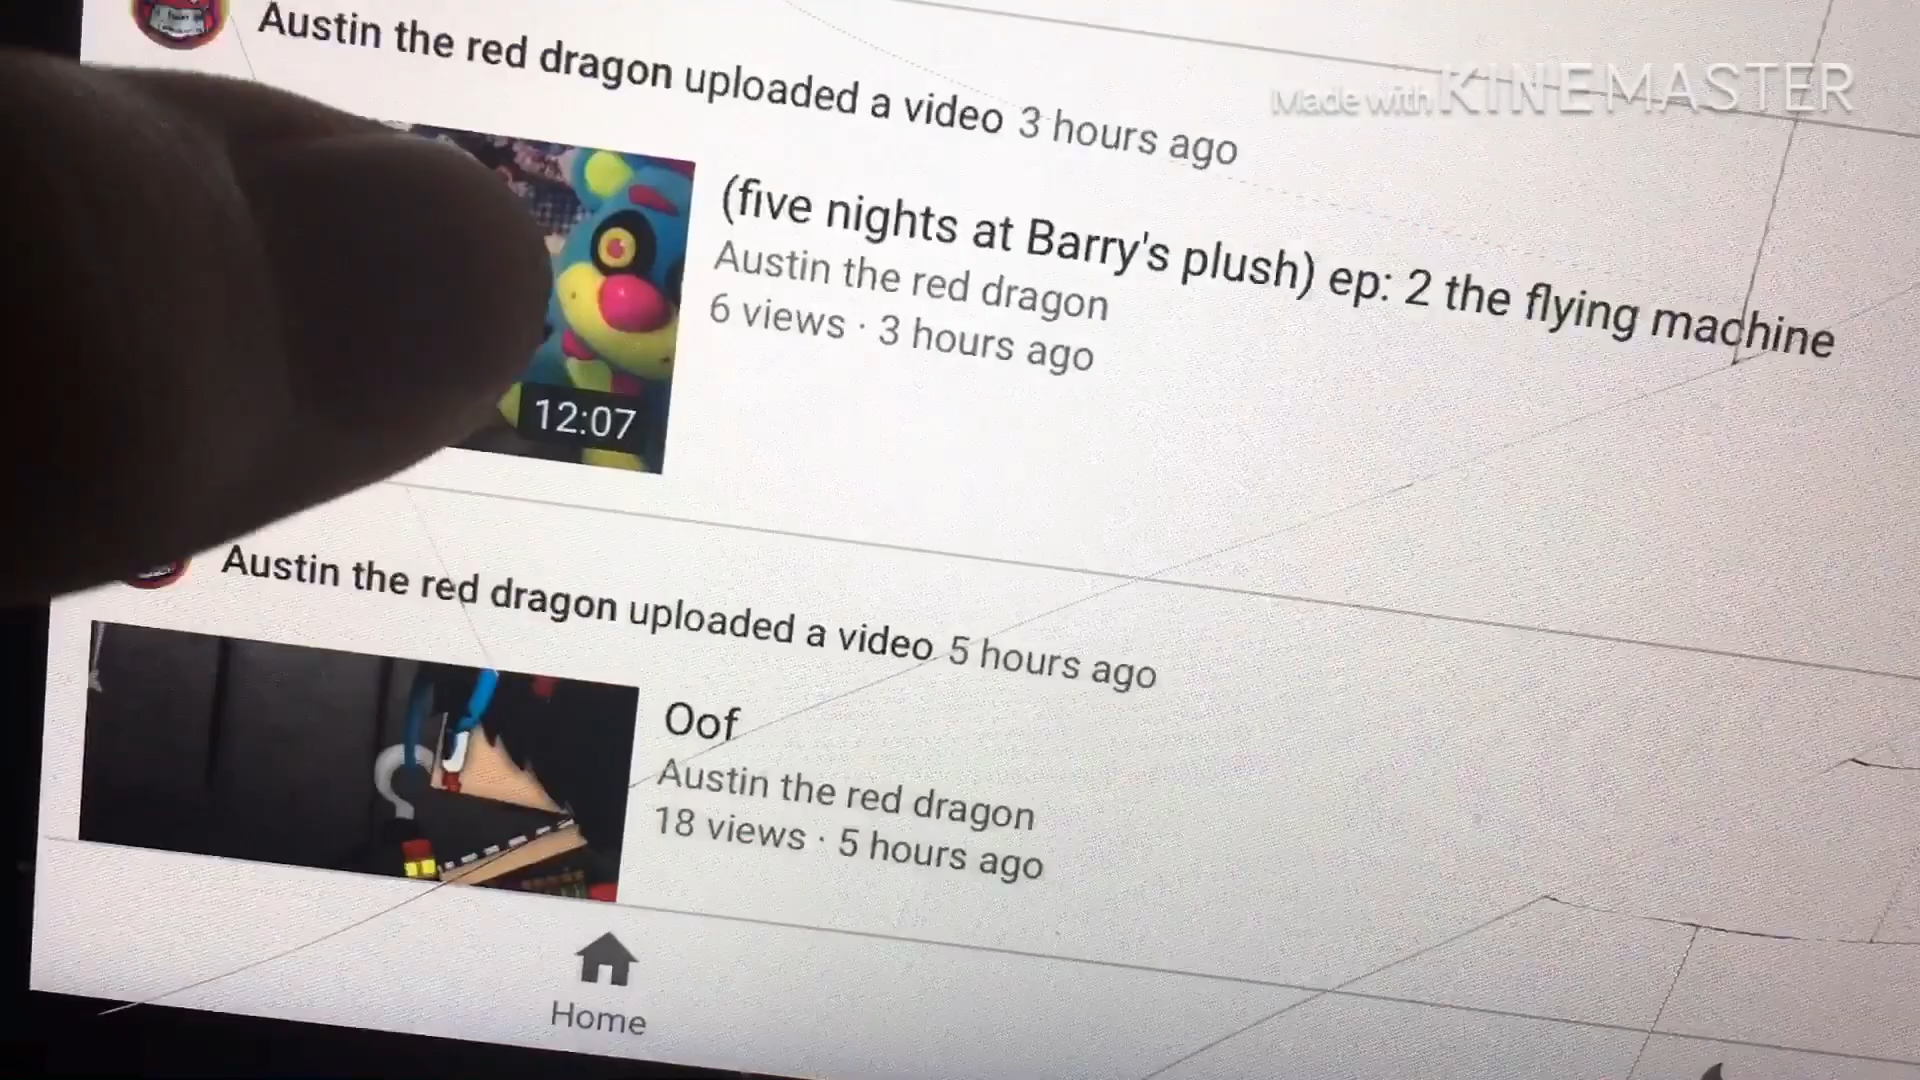 Austin the red dragon uploaded a video 3 hours ago
Made with KINEMASTER
(five nights at Barry's plush) ep: 2 the flying machine
Austin the red dragon
6 views · 3 hours ago
12:07
Austin the red dragon uploaded a video 5 hours ago
Oof
Austin the red dragon
18 views · 5 hours ago
Home